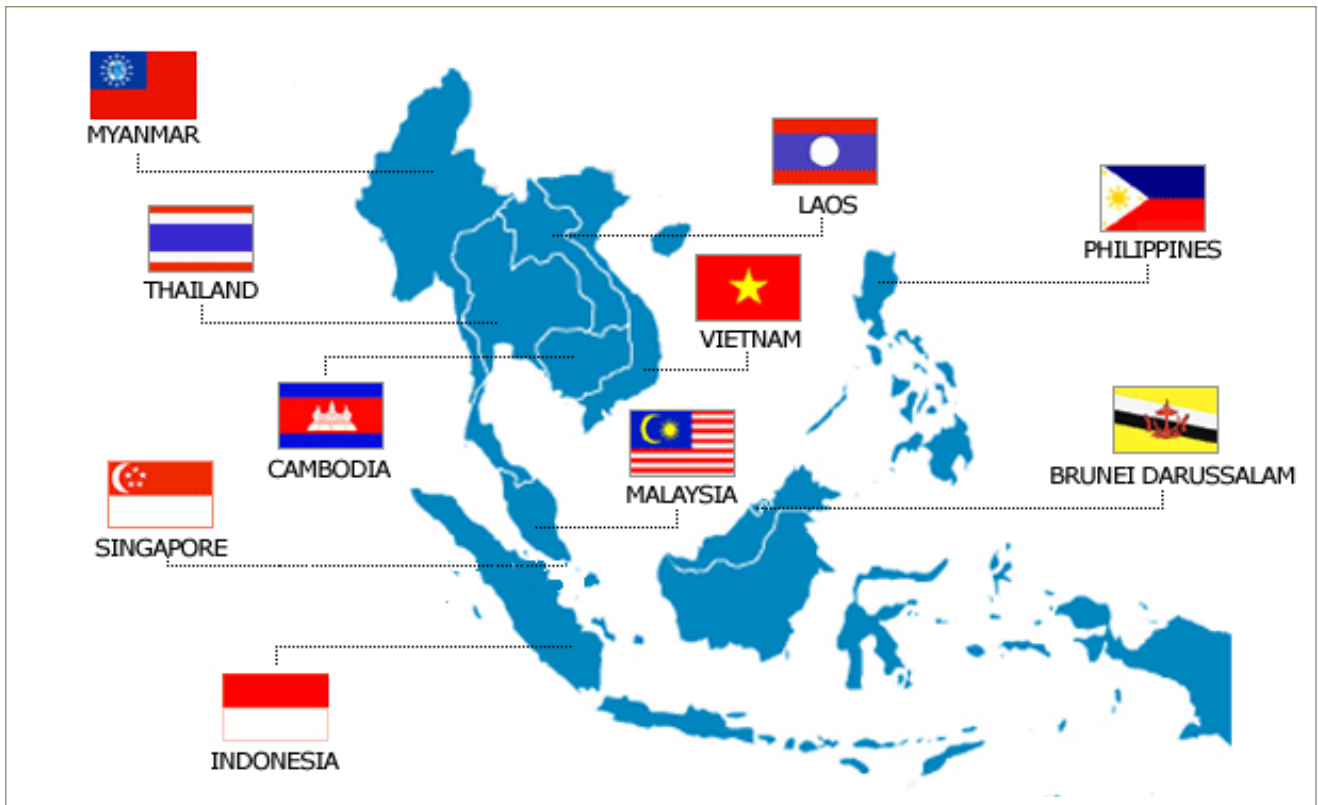 MYANMAR
LAOS
PHILIPPINES
THAILAND
VIETNAM
CAMBODIA
MALAYSIA
BRUNEI DARUSSALAM
SINGAPORE
INDONESIA